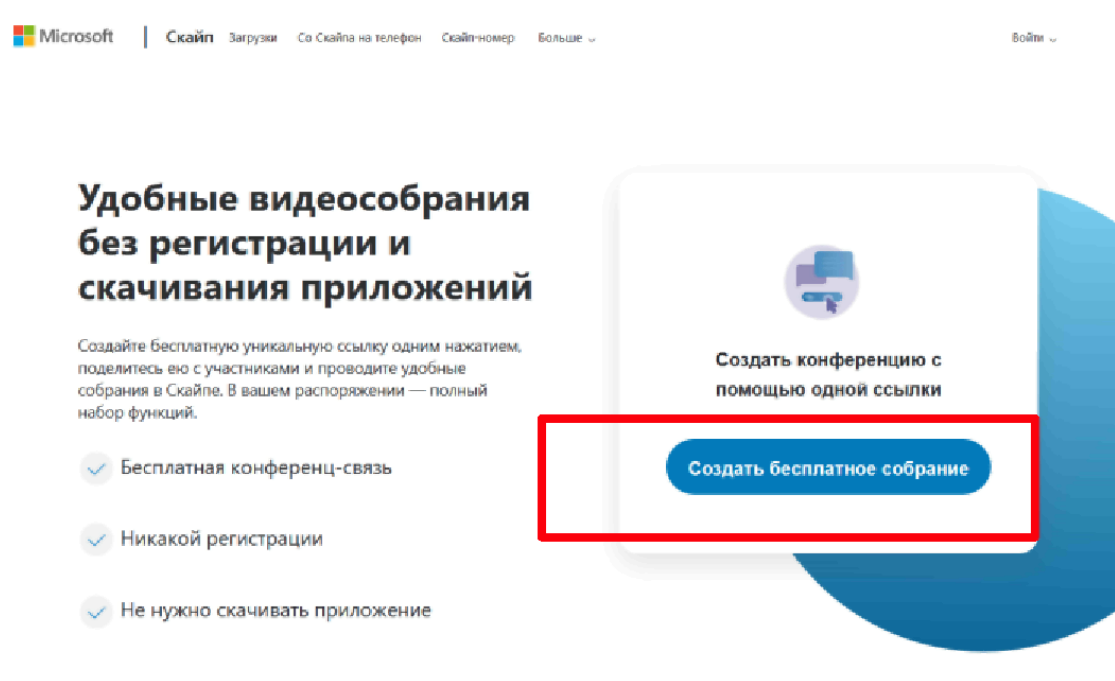 Microsoft | Скайп Загрузки Со Скайпа на телефон Скайп-номер Больше Войти
Удобные видеособрания
без регистрации и
скачивания приложений
Создайте бесплатную уникальную ссылку одним нажатием,
поделитесь ею с участниками и проводите удобные
собрания в Скайпе. В вашем распоряжении — полный
набор функций.
Бесплатная конференц-связь
Никакой регистрации
Не нужно скачивать приложение
Создать конференцию с
помощью одной ссылки
Создать бесплатное собрание